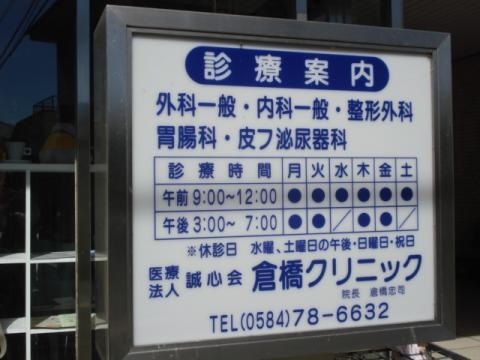 診療案内
外科一般・内科一般・整形外科
胃腸科・皮フ泌尿器科
診療時間 月 火 水 木 金 土
午前 9:00~12:00 ● ● ● ● ● ●
午後 3:00~ 7:00 ● ● ／ ● ● ／
※休診日 水曜、土曜日の午後・日曜日・祝日
医療法人 誠心会 倉橋クリニック
院長 倉橋忠司
TEL(0584)78-6632